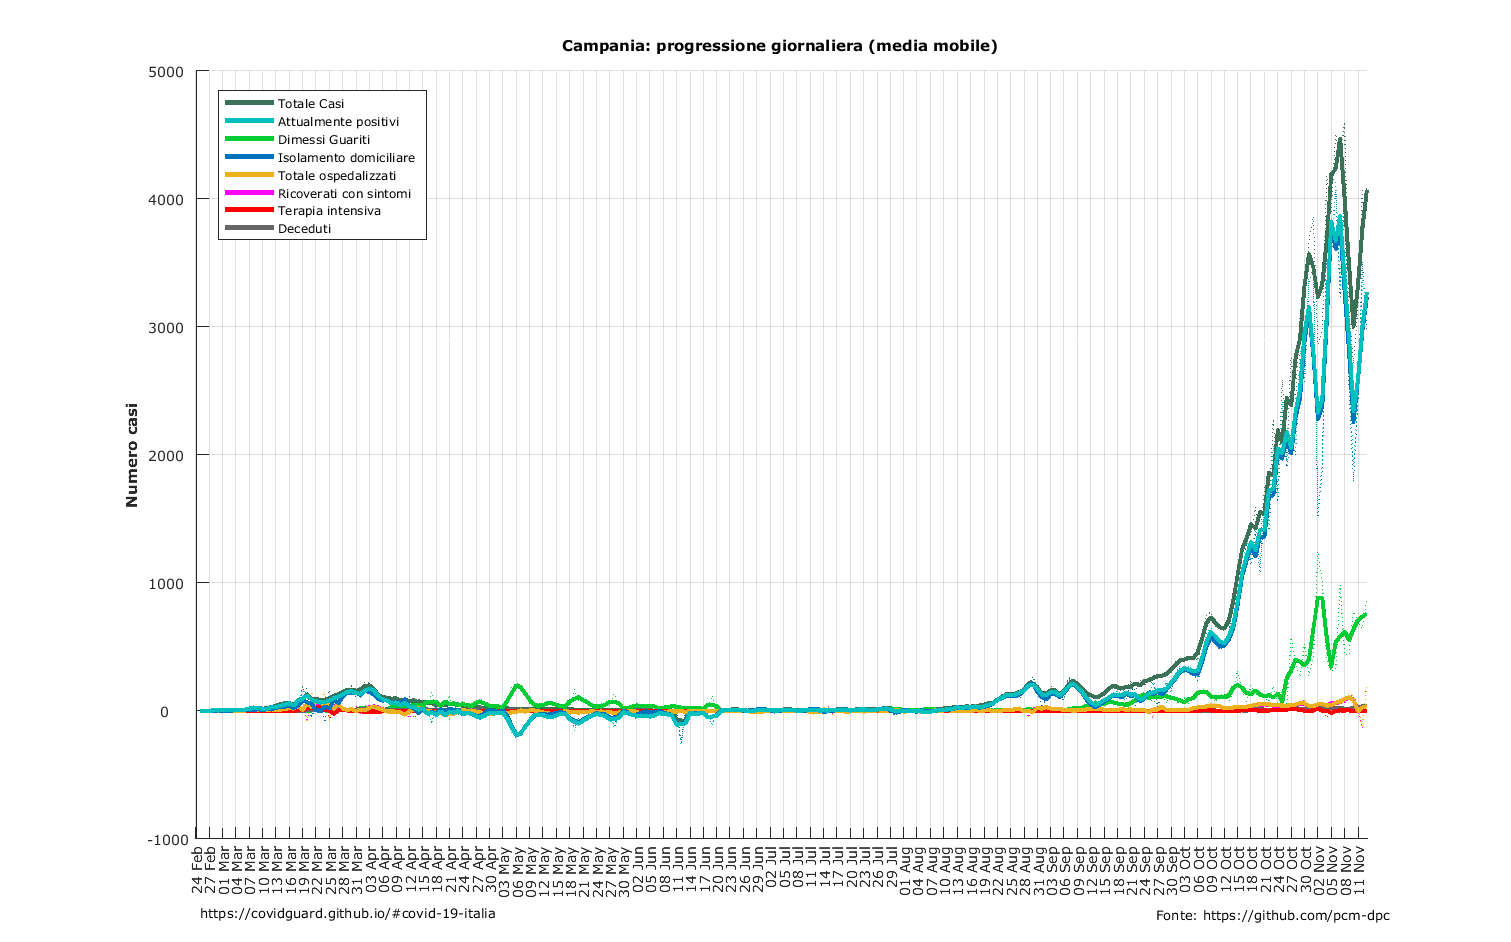 Campania: progressione giornaliera (media mobile)
5000
4000
3000
2000
1000
0
-1000
Numero casi
Totale Casi
Attualmente positivi
Dimessi Guariti
Isolamento domiciliare
Totale ospedalizzati
Ricoverati con sintomi
Terapia intensiva
Deceduti
24 Feb
27 Feb
01 Mar
04 Mar
07 Mar
10 Mar
13 Mar
16 Mar
19 Mar
22 Mar
25 Mar
28 Mar
31 Mar
03 Apr
06 Apr
09 Apr
12 Apr
15 Apr
18 Apr
21 Apr
24 Apr
27 Apr
30 Apr
03 May
06 May
09 May
12 May
15 May
18 May
21 May
24 May
27 May
30 May
02 Jun
05 Jun
08 Jun
11 Jun
14 Jun
17 Jun
20 Jun
23 Jun
26 Jun
29 Jun
02 Jul
05 Jul
08 Jul
11 Jul
14 Jul
17 Jul
20 Jul
23 Jul
26 Jul
29 Jul
01 Aug
04 Aug
07 Aug
10 Aug
13 Aug
16 Aug
19 Aug
22 Aug
25 Aug
28 Aug
31 Aug
03 Sep
06 Sep
09 Sep
12 Sep
15 Sep
18 Sep
21 Sep
24 Sep
27 Sep
30 Sep
03 Oct
06 Oct
09 Oct
12 Oct
15 Oct
18 Oct
21 Oct
24 Oct
27 Oct
30 Oct
02 Nov
05 Nov
08 Nov
11 Nov
https://covidguard.github.io/#covid-19-italia
Fonte: https://github.com/pcm-dpc